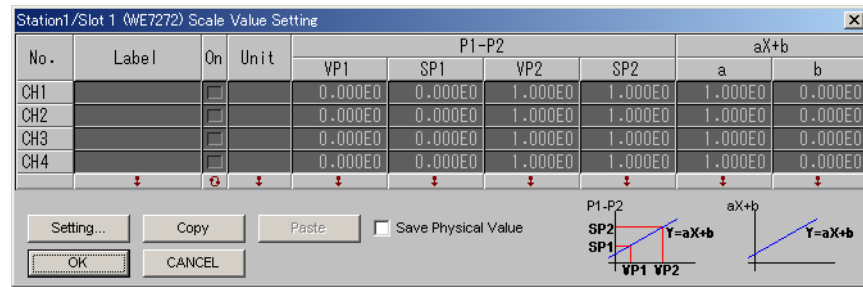 Station1/Slot 1 (WE7272) Scale Value Setting
No. Label On Unit P1-P2 aX+b
VP1 SP1 VP2 SP2 a b
CH1 0.000E0 0.000E0 1.000E0 1.000E0 1.000E0 0.000E0
CH2 0.000E0 0.000E0 1.000E0 1.000E0 1.000E0 0.000E0
CH3 0.000E0 0.000E0 1.000E0 1.000E0 1.000E0 0.000E0
CH4 0.000E0 0.000E0 1.000E0 1.000E0 1.000E0 0.000E0
P1-P2 aX+b
Setting... Copy Paste Save Physical Value SP2 Y=aX+b Y=aX+b
SP1
OK CANCEL VP1 VP2